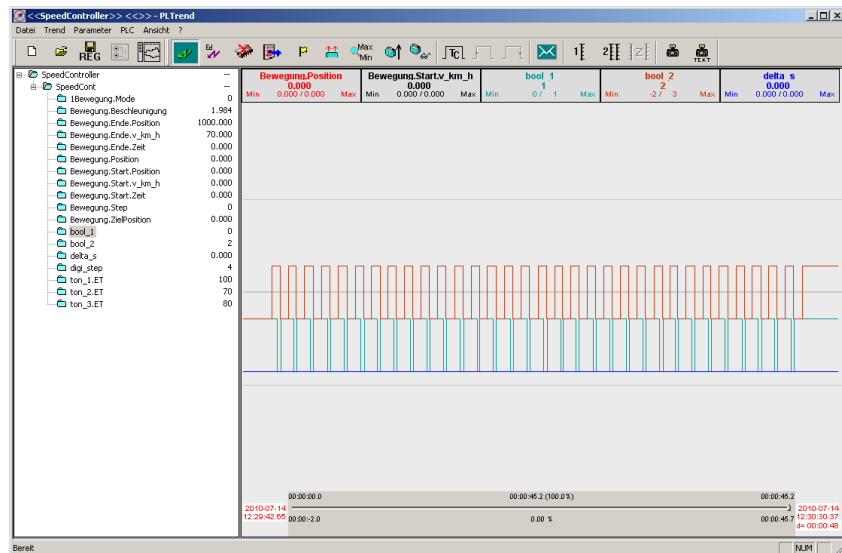 <<SpeedController>> <<>> - PLTrend
Datei Trend Parameter PLC Ansicht ?
REG Max Min TC 1 2 TEXT
SpeedController --
SpeedCont --
1Bewegung.Mode 0
Bewegung.Beschleunigung 1.984
Bewegung.Ende.Position 1000.000
Bewegung.Ende.v_km_h 70.000
Bewegung.Ende.Zeit 0.000
Bewegung.Position 0.000
Bewegung.Start.Position 0.000
Bewegung.Start.v_km_h 0.000
Bewegung.Start.Zeit 0.000
Bewegung.Step 0
Bewegung.ZielPosition 0.000
bool_1 0
bool_2 2
delta_s 0.000
digi_step 4
ton_1.ET 100
ton_2.ET 70
ton_3.ET 80
Bewegung.Position Bewegung.Start.v_km_h bool_1 bool_2 delta_s
0.000 0.000 1 2 0.000
Min 0.000 / 0.000 Max Min 0.000 / 0.000 Max Min 0 / 1 Max Min -2 / 3 Max Min 0.000 / 0.000 Max
00:00:00.0 00:00:45.2 (100.0%) 00:00:45.2
2010-07-14 2010-07-14
12:29:42.65 00:00:-2.0 0.00 % 00:00:45.7 12:30:30.37
d= 00:00:48
Bereit NUM